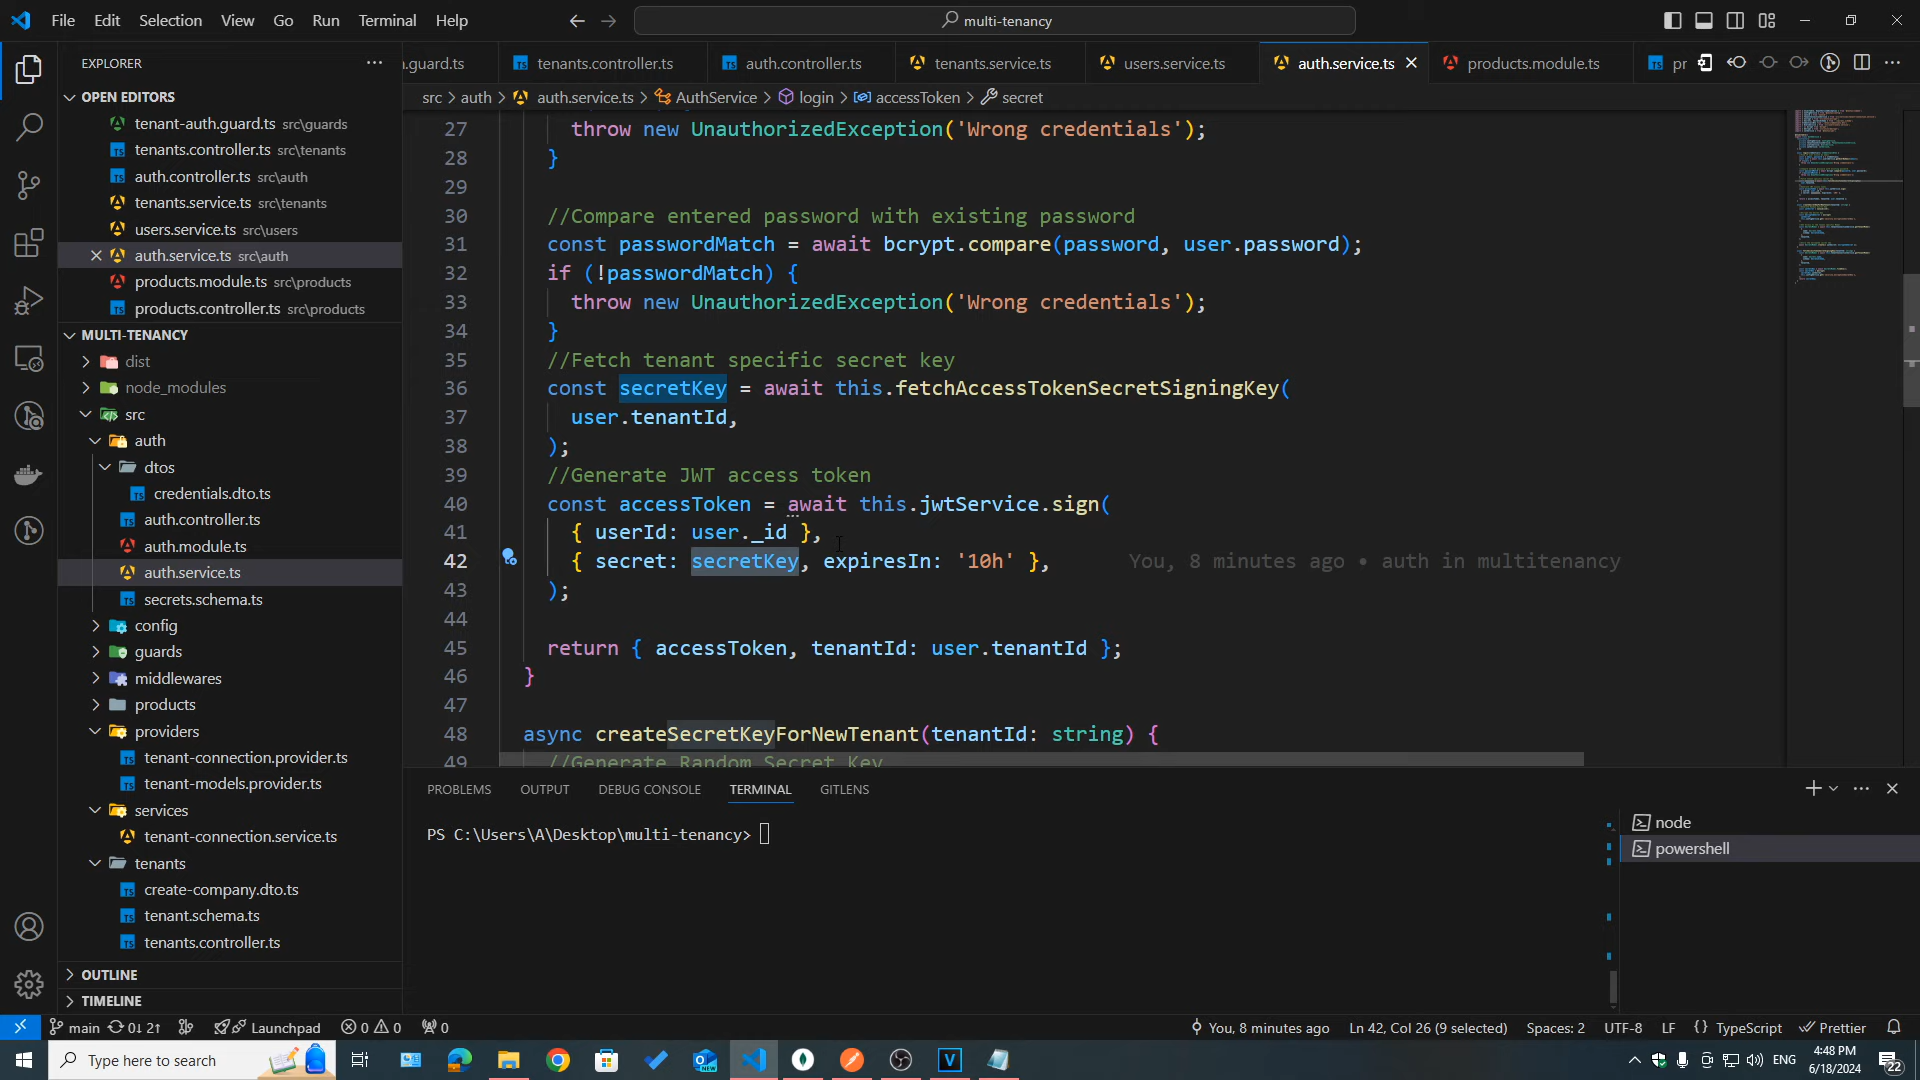 File Edit Selection View Go Run Terminal Help
multi-tenancy
EXPLORER
OPEN EDITORS
tenant-auth.guard.ts src\guards
tenants.controller.ts src\tenants
auth.controller.ts src\auth
tenants.service.ts src\tenants
users.service.ts src\users
auth.service.ts src\auth
products.module.ts src\products
products.controller.ts src\products
MULTI-TENANCY
dist
node_modules
src
auth
dtos
credentials.dto.ts
auth.controller.ts
auth.module.ts
auth.service.ts
secrets.schema.ts
config
guards
middlewares
products
providers
tenant-connection.provider.ts
tenant-models.provider.ts
services
tenant-connection.service.ts
tenants
create-company.dto.ts
tenant.schema.ts
tenants.controller.ts
OUTLINE
TIMELINE
.guard.ts tenants.controller.ts auth.controller.ts tenants.service.ts users.service.ts auth.service.ts products.module.ts pr
src > auth > auth.service.ts > AuthService > login > accessToken > secret
27 throw new UnauthorizedException('Wrong credentials');
28 }
29
30 //Compare entered password with existing password
31 const passwordMatch = await bcrypt.compare(password, user.password);
32 if (!passwordMatch) {
33 throw new UnauthorizedException('Wrong credentials');
34 }
35 //Fetch tenant specific secret key
36 const secretKey = await this.fetchAccessTokenSecretSigningKey(
37 user.tenantId,
38 );
39 //Generate JWT access token
40 const accessToken = await this.jwtService.sign(
41 { userId: user._id },
42 { secret: secretKey, expiresIn: '10h' }, You, 8 minutes ago • auth in multitenancy
43 );
44
45 return { accessToken, tenantId: user.tenantId };
46 }
47
48 async createSecretKeyForNewTenant(tenantId: string) {
49 //Generate Random Secret Key
PROBLEMS OUTPUT DEBUG CONSOLE TERMINAL GITLENS
PS C:\Users\A\Desktop\multi-tenancy>
node
powershell
main 0↓ 2↑ Launchpad 0 0 0 You, 8 minutes ago Ln 42, Col 26 (9 selected) Spaces: 2 UTF-8 LF {} TypeScript Prettier
Type here to search
ENG
4:48 PM
6/18/2024
22